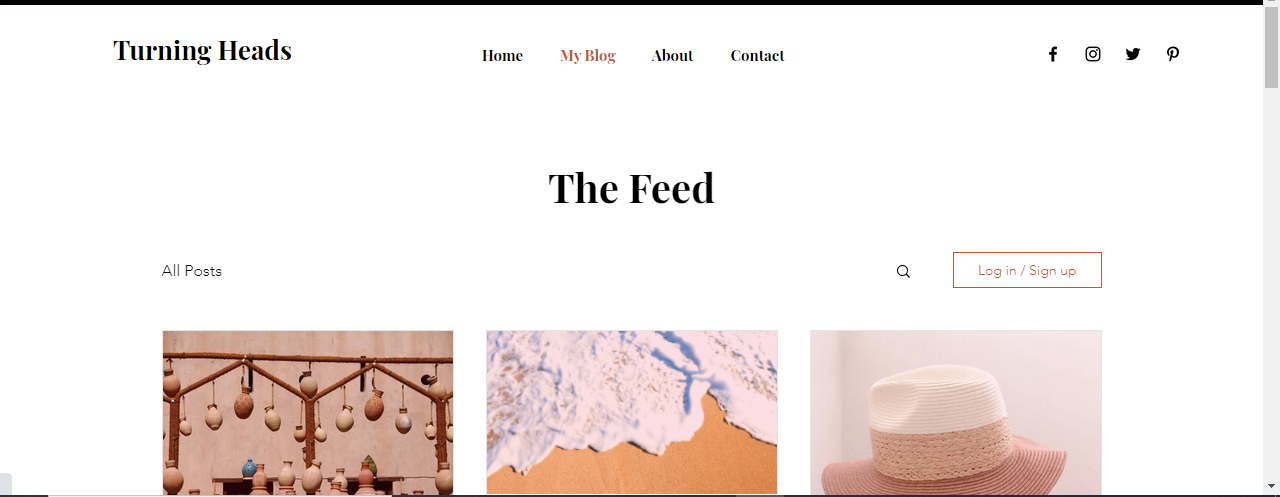 Turning Heads
Home My Blog About Contact
The Feed
All Posts
Log in / Sign up